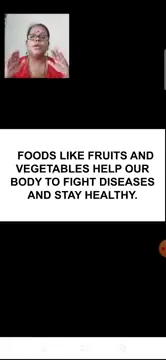 FOODS LIKE FRUITS AND
VEGETABLES HELP OUR
BODY TO FIGHT DISEASES
AND STAY HEALTHY.